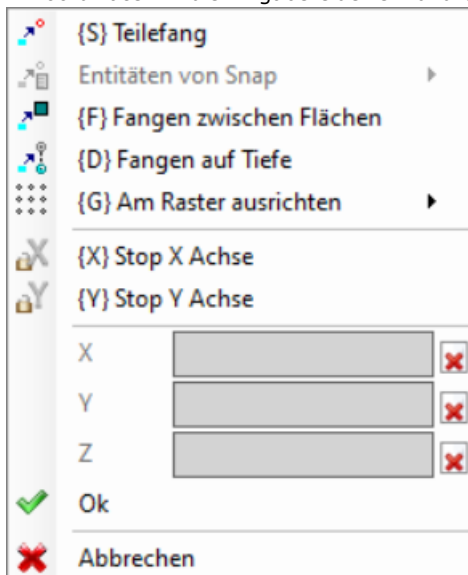 {S} Teilefang
Entitäten von Snap
{F} Fangen zwischen Flächen
{D} Fangen auf Tiefe
{G} Am Raster ausrichten
{X} Stop X Achse
{Y} Stop Y Achse
X
Y
Z
Ok
Abbrechen